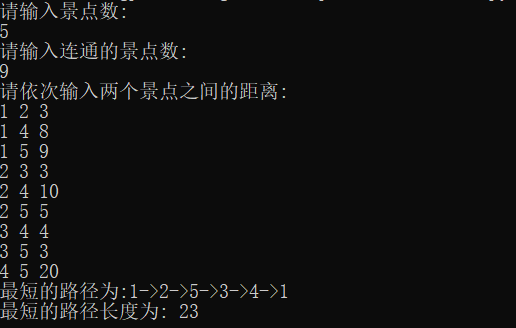 请输入景点数:
5
请输入连通的景点数:
9
请依次输入两个景点之间的距离:
1 2 3
1 4 8
1 5 9
2 3 3
2 4 10
2 5 5
3 4 4
3 5 3
4 5 20
最短的路径为:1->2->5->3->4->1
最短的路径长度为: 23